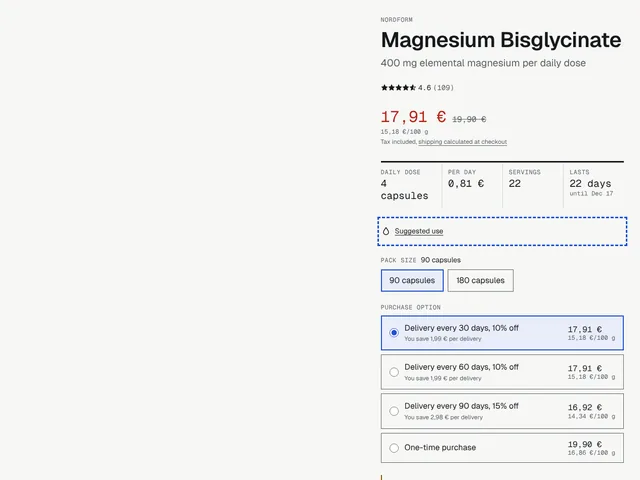 NORDFORM
Magnesium Bisglycinate
400 mg elemental magnesium per daily dose
4.6 (109)
17,91 € 19,90 €
15,18 €/100 g
Tax included, shipping calculated at checkout
DAILY DOSE
4 capsules
PER DAY
0,81 €
SERVINGS
22
LASTS
22 days
until Dec 17
Suggested use
PACK SIZE 90 capsules
90 capsules 180 capsules
PURCHASE OPTION
Delivery every 30 days, 10% off 17,91 €
You save 1,99 € per delivery 15,18 €/100 g
Delivery every 60 days, 10% off 17,91 €
You save 1,99 € per delivery 15,18 €/100 g
Delivery every 90 days, 15% off 16,92 €
You save 2,98 € per delivery 14,34 €/100 g
One-time purchase 19,90 €
16,86 €/100 g